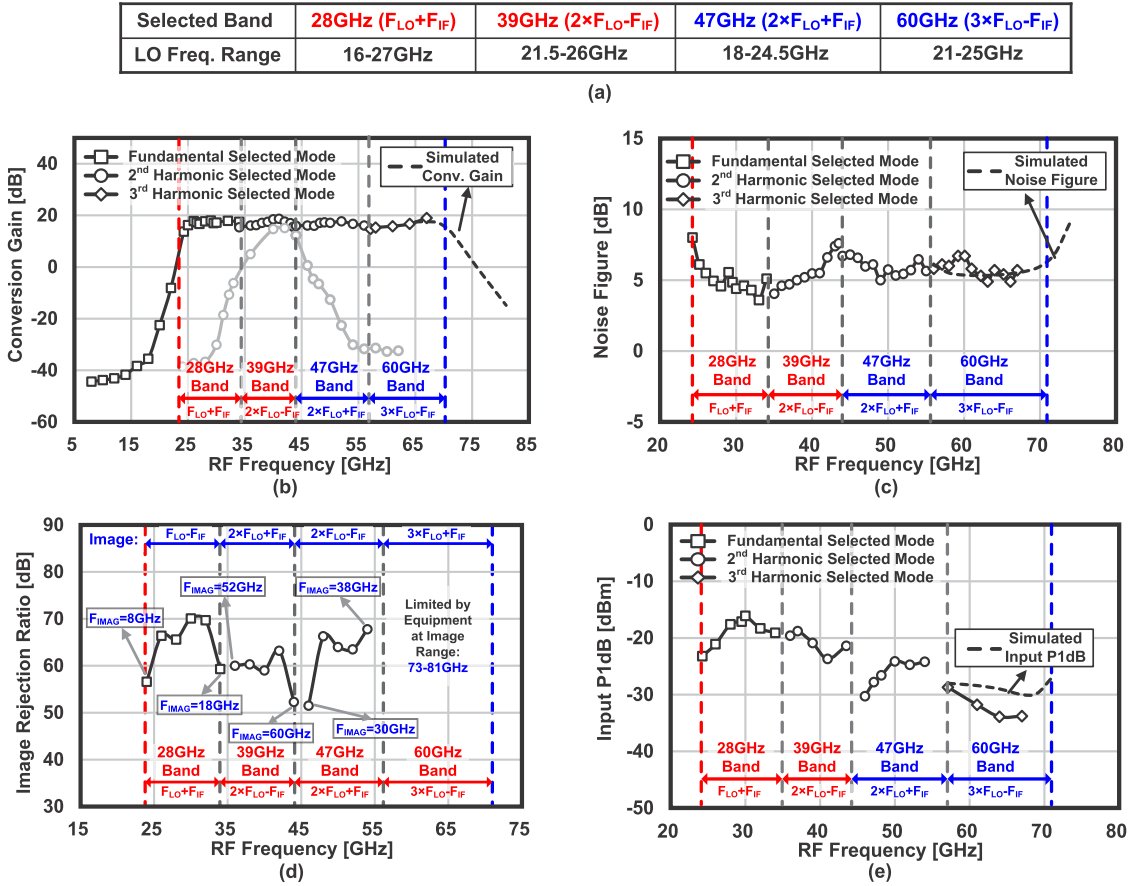 Selected Band 28GHz (FLO+FIF) 39GHz (2×FLO-FIF) 47GHz (2×FLO+FIF) 60GHz (3×FLO-FIF)
LO Freq. Range 16-27GHz 21.5-26GHz 18-24.5GHz 21-25GHz
(a)
Conversion Gain [dB]
40
20
0
-20
-40
-60
Fundamental Selected Mode
2nd Harmonic Selected Mode
3rd Harmonic Selected Mode
Simulated
Conv. Gain
28GHz
Band
39GHz
Band
47GHz
Band
60GHz
Band
FLO+FIF 2×FLO-FIF 2×FLO+FIF 3×FLO-FIF
5 15 25 35 45 55 65 75 85
RF Frequency [GHz]
(b)
Noise Figure [dB]
15
10
5
0
-5
Fundamental Selected Mode
2nd Harmonic Selected Mode
3rd Harmonic Selected Mode
Simulated
Noise Figure
28GHz
Band
39GHz
Band
47GHz
Band
60GHz
Band
FLO+FIF 2×FLO-FIF 2×FLO+FIF 3×FLO-FIF
20 30 40 50 60 70 80
RF Frequency [GHz]
(c)
Image Rejection Ratio [dB]
90
80
70
60
50
40
30
Image: FLO-FIF 2×FLO+FIF 2×FLO-FIF 3×FLO+FIF
FIMAG=52GHz
FIMAG=38GHz
FIMAG=8GHz
Limited by
Equipment
at Image
Range:
73-81GHz
FIMAG=18GHz
FIMAG=60GHz
FIMAG=30GHz
28GHz
Band
39GHz
Band
47GHz
Band
60GHz
Band
FLO+FIF 2×FLO-FIF 2×FLO+FIF 3×FLO-FIF
15 25 35 45 55 65 75
RF Frequency [GHz]
(d)
Input P1dB [dBm]
0
-10
-20
-30
-40
-50
Fundamental Selected Mode
2nd Harmonic Selected Mode
3rd Harmonic Selected Mode
Simulated
Input P1dB
28GHz
Band
39GHz
Band
47GHz
Band
60GHz
Band
FLO+FIF 2×FLO-FIF 2×FLO+FIF 3×FLO-FIF
20 30 40 50 60 70 80
RF Frequency [GHz]
(e)